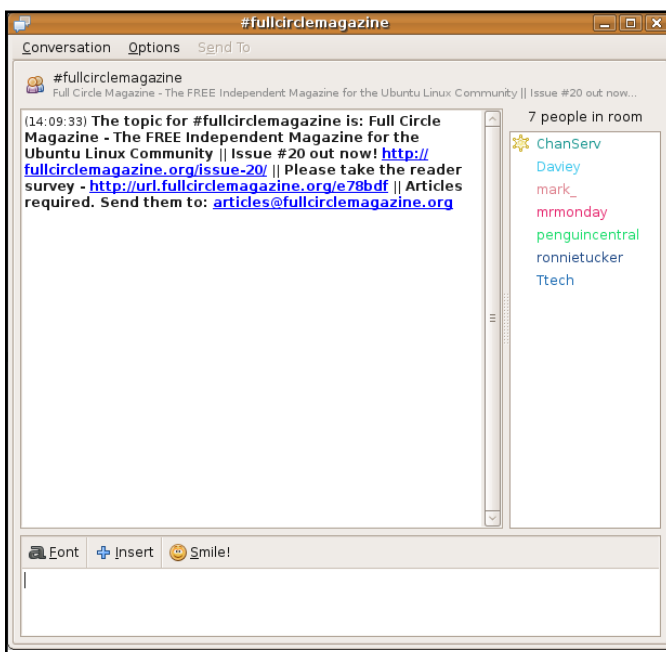 #fullcirclemagazine
Conversation Options Send To
#fullcirclemagazine
Full Circle Magazine - The FREE Independent Magazine for the Ubuntu Linux Community || Issue #20 out now...
(14:09:33) The topic for #fullcirclemagazine is: Full Circle
Magazine - The FREE Independent Magazine for the
Ubuntu Linux Community || Issue #20 out now! http://
fullcirclemagazine.org/issue-20/ || Please take the reader
survey - http://url.fullcirclemagazine.org/e78bdf || Articles
required. Send them to: articles@fullcirclemagazine.org
7 people in room
ChanServ
Daviey
mark_
mrmonday
penguincentral
ronnietucker
Ttech
Font Insert Smile!